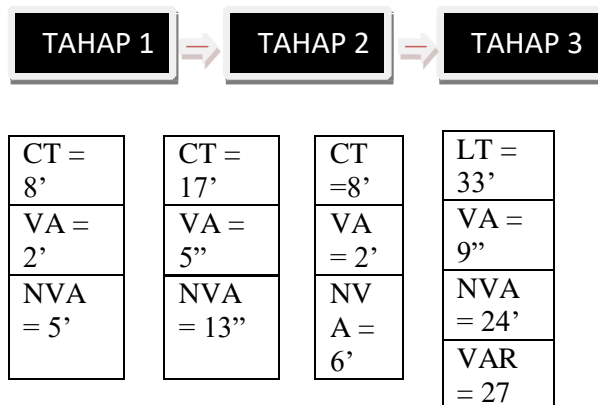 TAHAP 1
TAHAP 2
TAHAP 3
CT =
8’
VA =
2’
NVA
= 5’
CT =
17’
VA =
5”
NVA
= 13”
CT
=8’
VA
= 2’
NV
A =
6’
LT =
33’
VA =
9”
NVA
= 24’
VAR
= 27